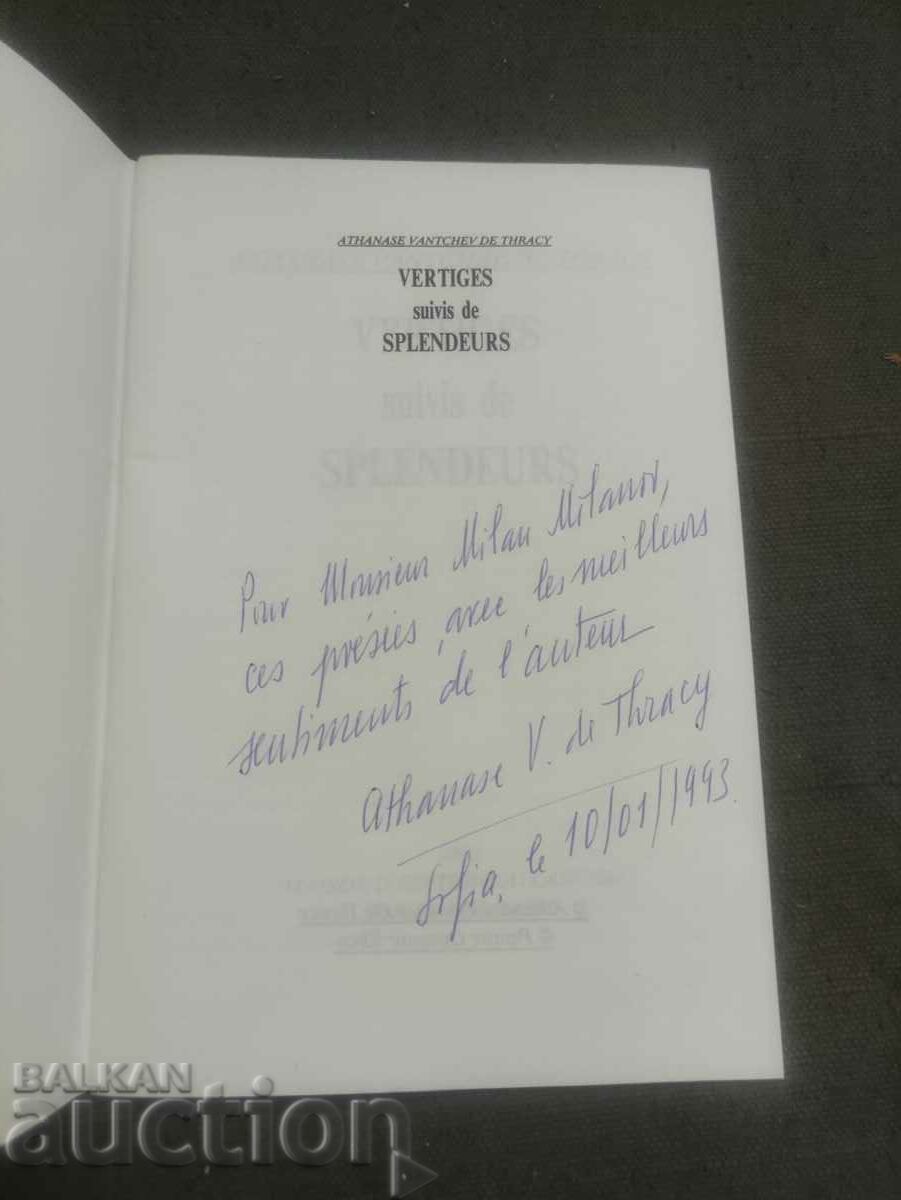 ATHANASE VANTCHEV DE THRACY
VERTIGES
suivis de
SPLENDEURS
Pour Monsieur Milan Milanov,
ces poésies, avec les meilleurs
sentiments de l'auteur
Athanase V. de Thracy
Sofia, le 10/01/1993.
BALKAN
auction